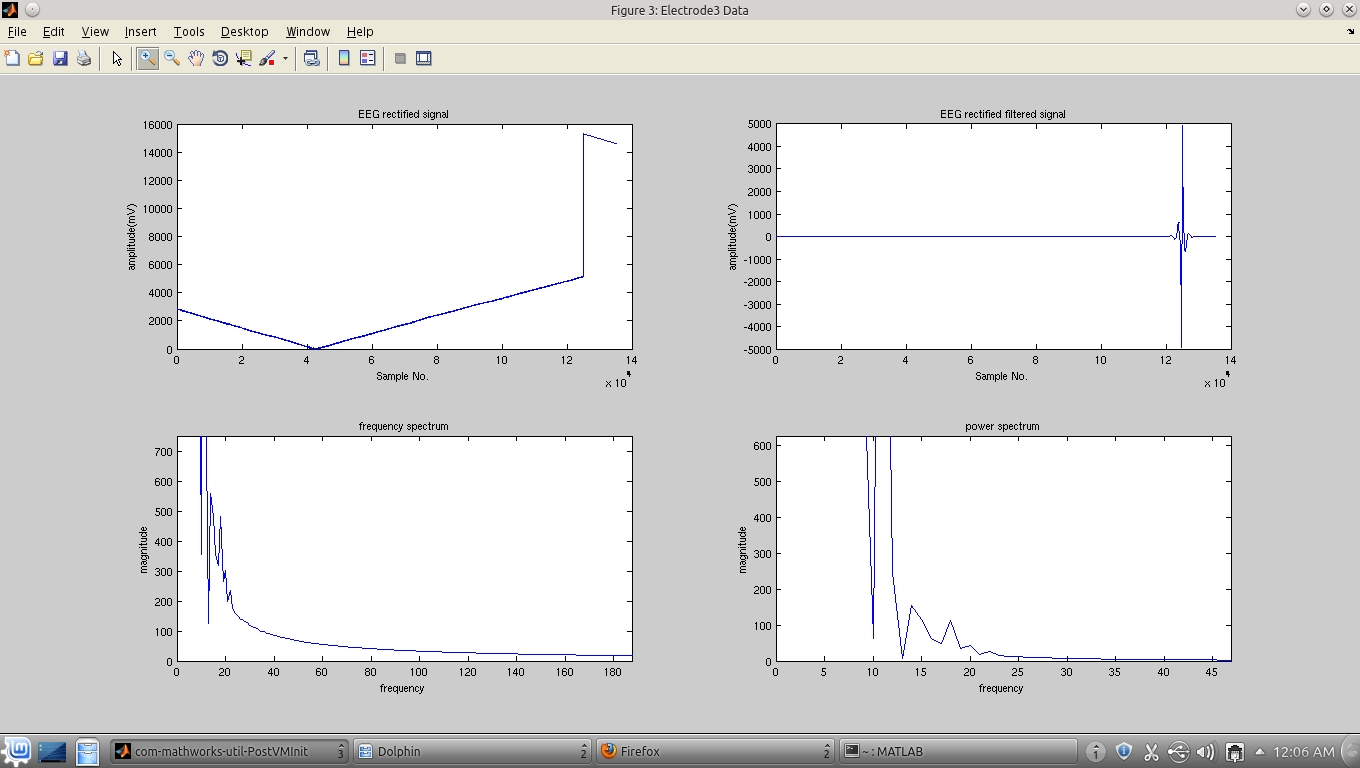 Figure 3: Electrode3 Data
File Edit View Insert Tools Desktop Window Help
EEG rectified signal
16000
14000
12000
10000
8000
6000
4000
2000
0
amplitude(mV)
0 2 4 6 8 10 12 14
Sample No.
x 10^4
EEG rectified filtered signal
5000
4000
3000
2000
1000
0
-1000
-2000
-3000
-4000
-5000
amplitude(mV)
0 2 4 6 8 10 12 14
Sample No.
x 10^4
frequency spectrum
700
600
500
400
300
200
100
0
magnitude
0 20 40 60 80 100 120 140 160 180
frequency
power spectrum
600
500
400
300
200
100
0
magnitude
0 5 10 15 20 25 30 35 40 45
frequency
com-mathworks-util-PostVMInit 3 Dolphin 2 Firefox 2 ~ : MATLAB 1 12:06 AM